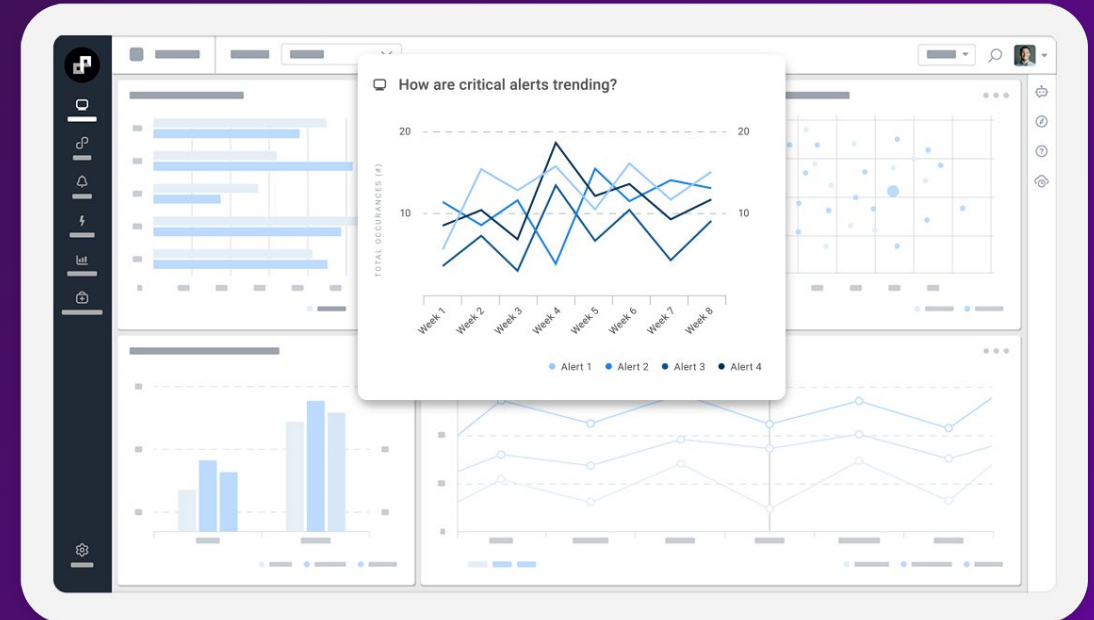 How are critical alerts trending?
20
20
10
10
TOTAL OCCURANCES (#)
Week 1
Week 2
Week 3
Week 4
Week 5
Week 6
Week 7
Week 8
Alert 1 Alert 2 Alert 3 Alert 4